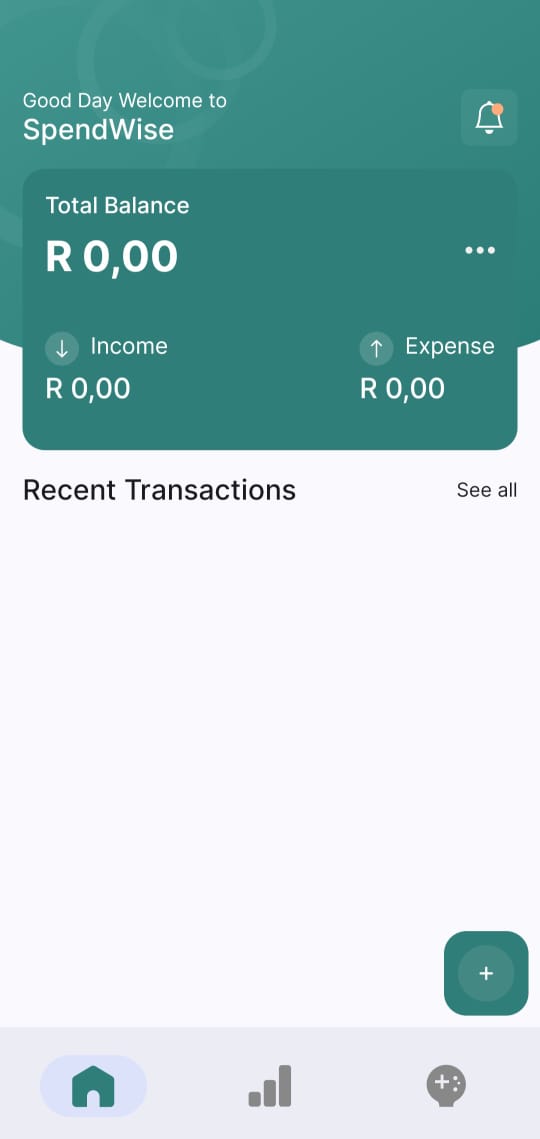 Good Day Welcome to
SpendWise
Total Balance
R 0,00
Income
Expense
R 0,00
R 0,00
Recent Transactions
See all